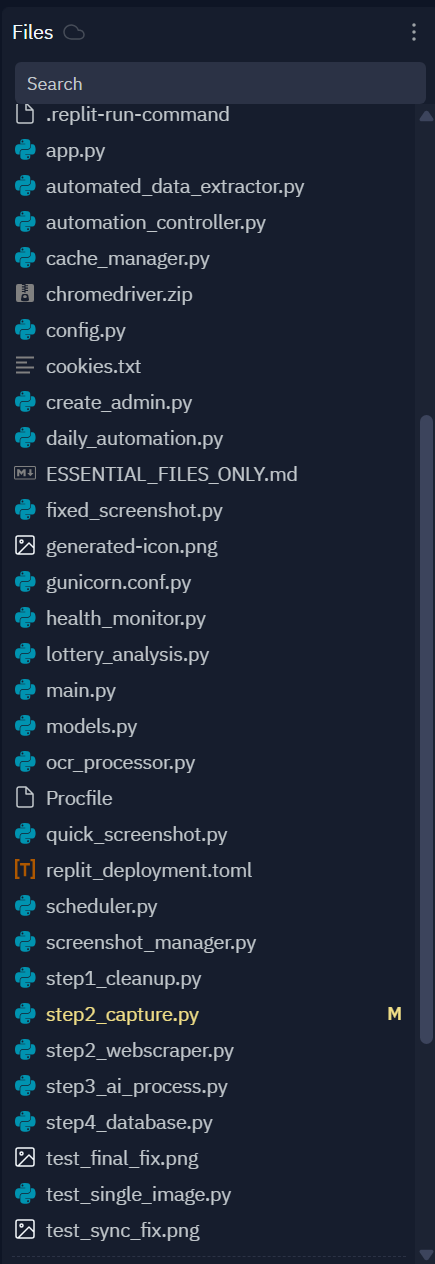 Files
Search
.replit-run-command
app.py
automated_data_extractor.py
automation_controller.py
cache_manager.py
chromedriver.zip
config.py
cookies.txt
create_admin.py
daily_automation.py
ESSENTIAL_FILES_ONLY.md
fixed_screenshot.py
generated-icon.png
gunicorn.conf.py
health_monitor.py
lottery_analysis.py
main.py
models.py
ocr_processor.py
Procfile
quick_screenshot.py
replit_deployment.toml
scheduler.py
screenshot_manager.py
step1_cleanup.py
step2_capture.py M
step2_webscraper.py
step3_ai_process.py
step4_database.py
test_final_fix.png
test_single_image.py
test_sync_fix.png